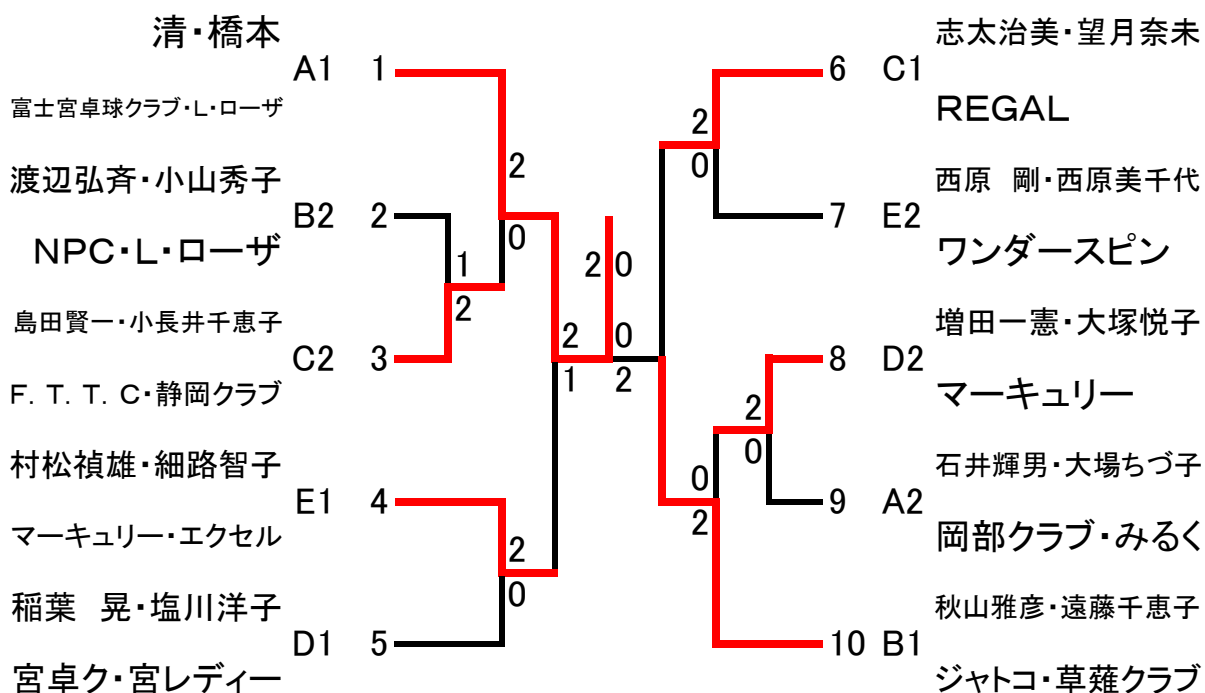 清・橋本
A1 1
富士宮卓球クラブ・L・ローザ
渡辺弘斉・小山秀子
B2 2
NPC・L・ローザ
島田賢一・小長井千恵子
C2 3
F．T．T．C・静岡クラブ
村松禎雄・細路智子
E1 4
マーキュリー・エクセル
稲葉　晃・塩川洋子
D1 5
宮卓ク・宮レディー
2
0
1
2
2
0
2
1
2 0
0
2
2
0
2
0
0
2
志太治美・望月奈未
6 C1
REGAL
西原　剛・西原美千代
7 E2
ワンダースピン
増田一憲・大塚悦子
8 D2
マーキュリー
石井輝男・大場ちづ子
9 A2
岡部クラブ・みるく
秋山雅彦・遠藤千恵子
10 B1
ジャトコ・草薙クラブ